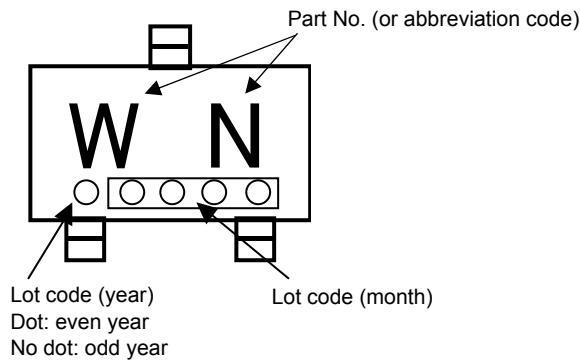 Part No. (or abbreviation code)
W N
Lot code (year)
Dot: even year
No dot: odd year
Lot code (month)